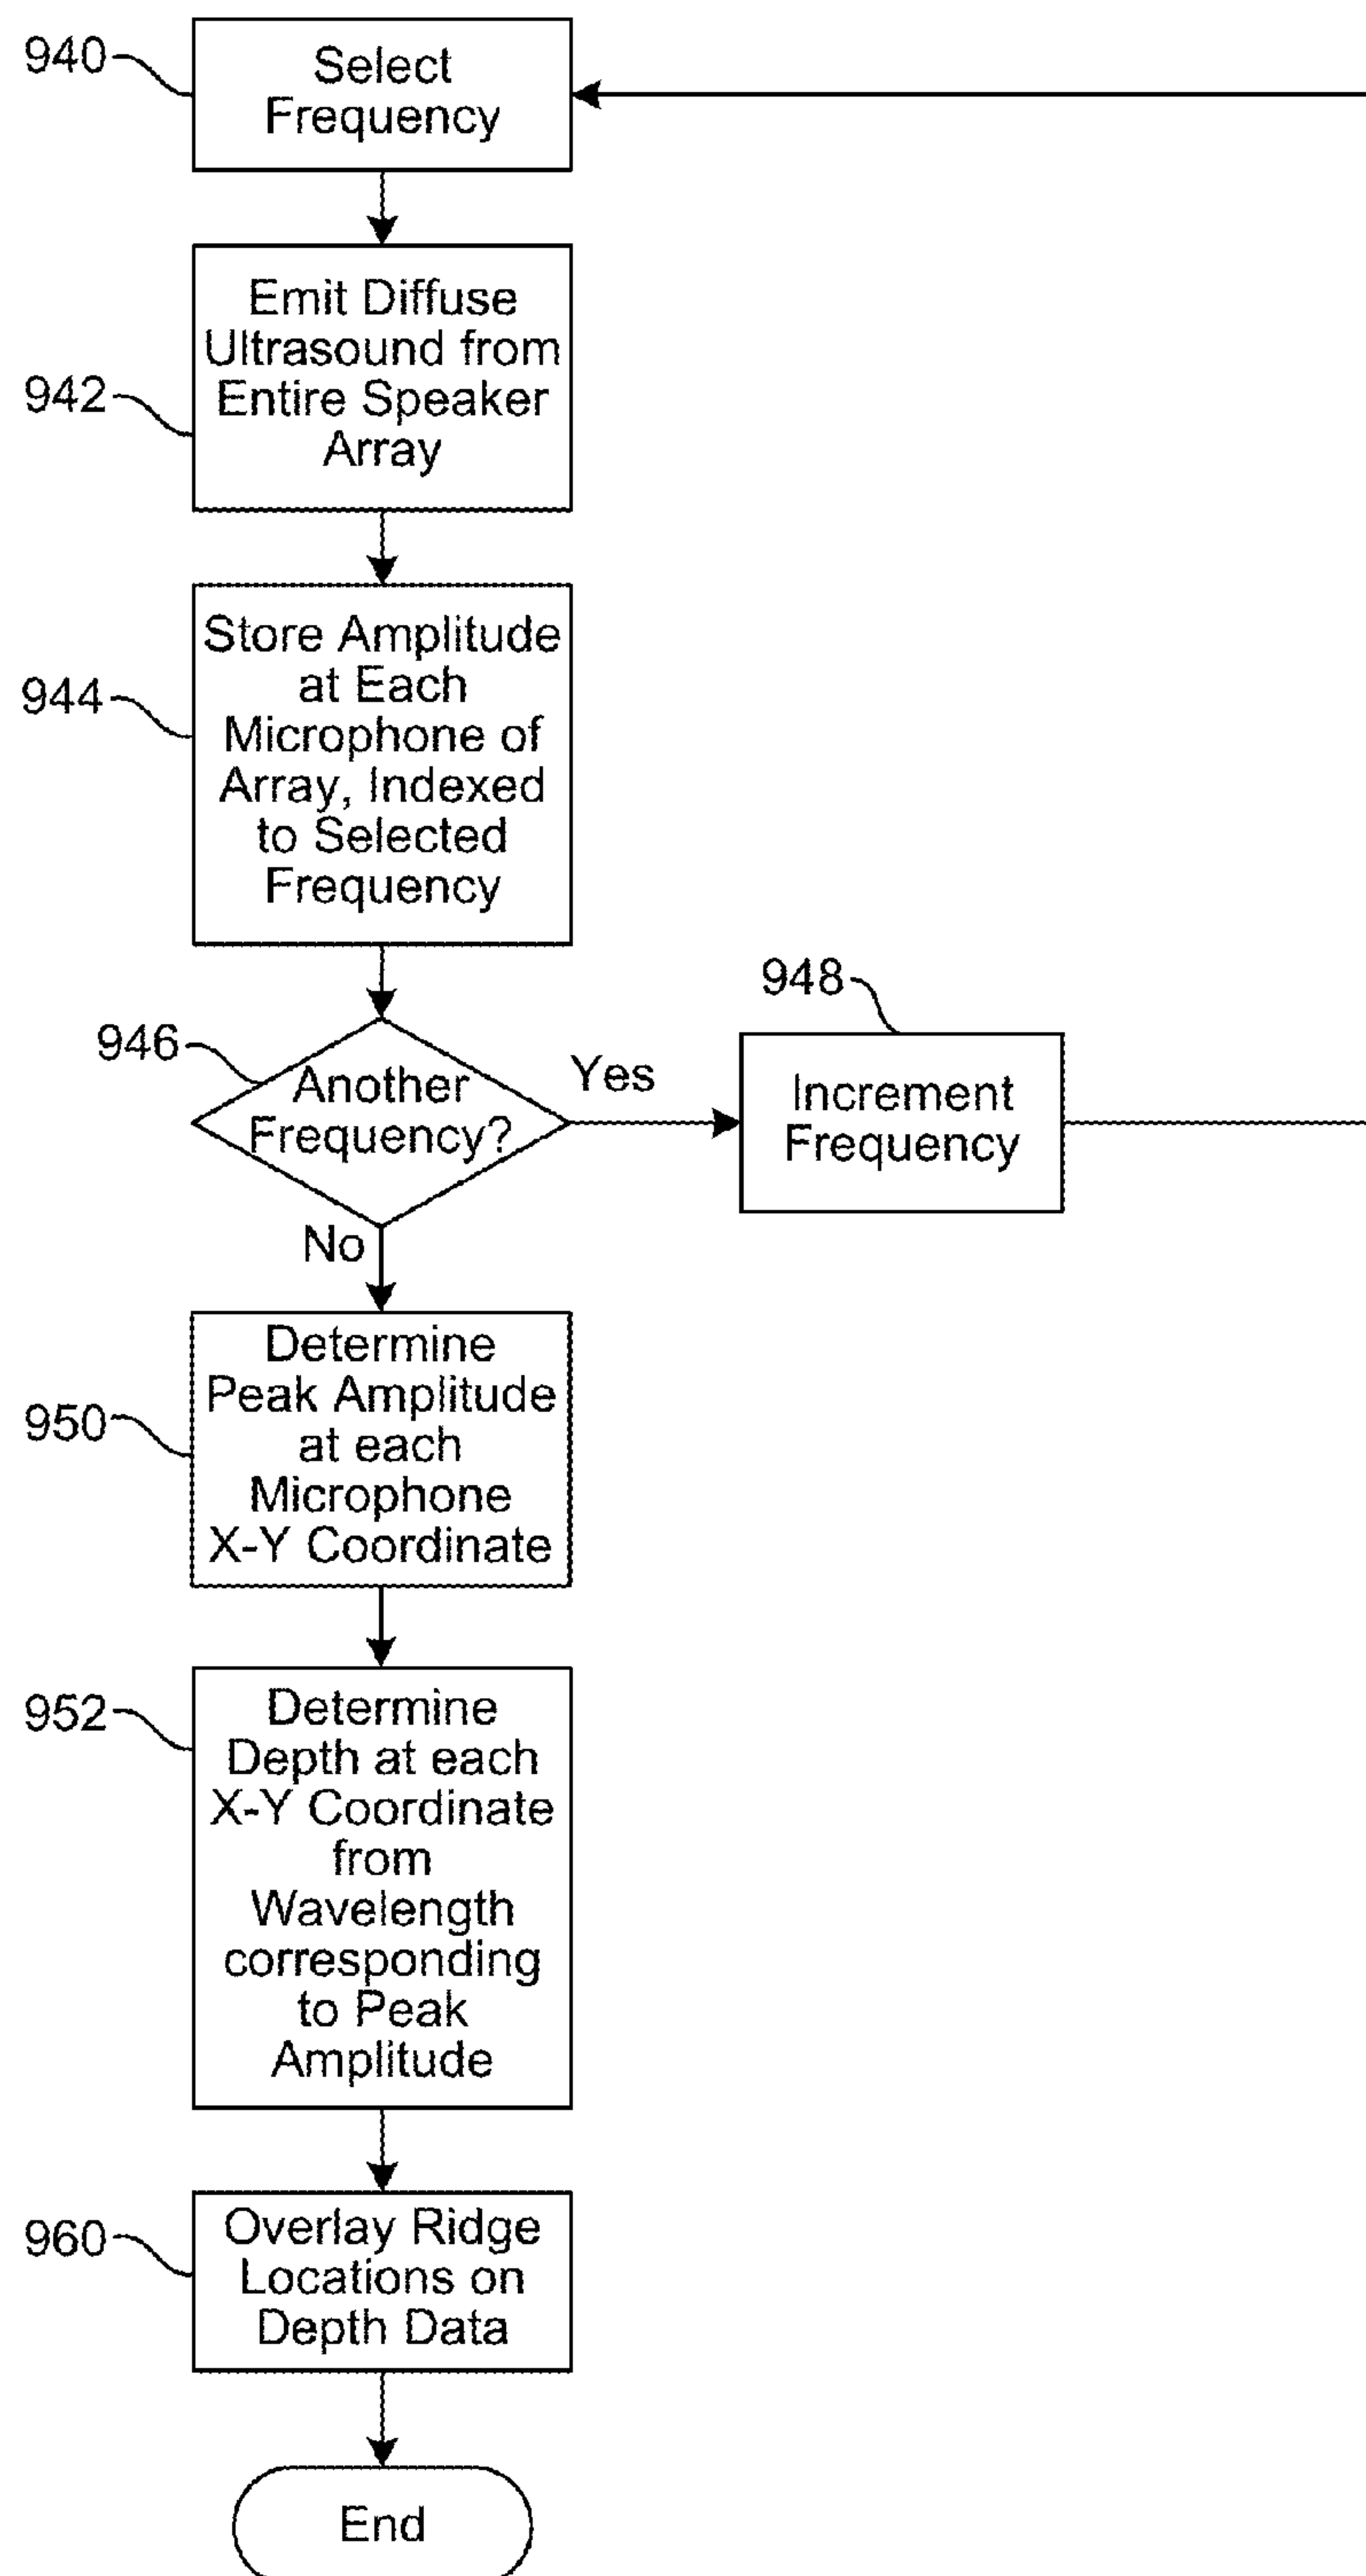 940
Select
Frequency
942
Emit Diffuse
Ultrasound from
Entire Speaker
Array
944
Store Amplitude
at Each
Microphone of
Array, Indexed
to Selected
Frequency
946
Another
Frequency?
Yes
948
Increment
Frequency
No
950
Determine
Peak Amplitude
at each
Microphone
X-Y Coordinate
952
Determine
Depth at each
X-Y Coordinate
from
Wavelength
corresponding
to Peak
Amplitude
960
Overlay Ridge
Locations on
Depth Data
End